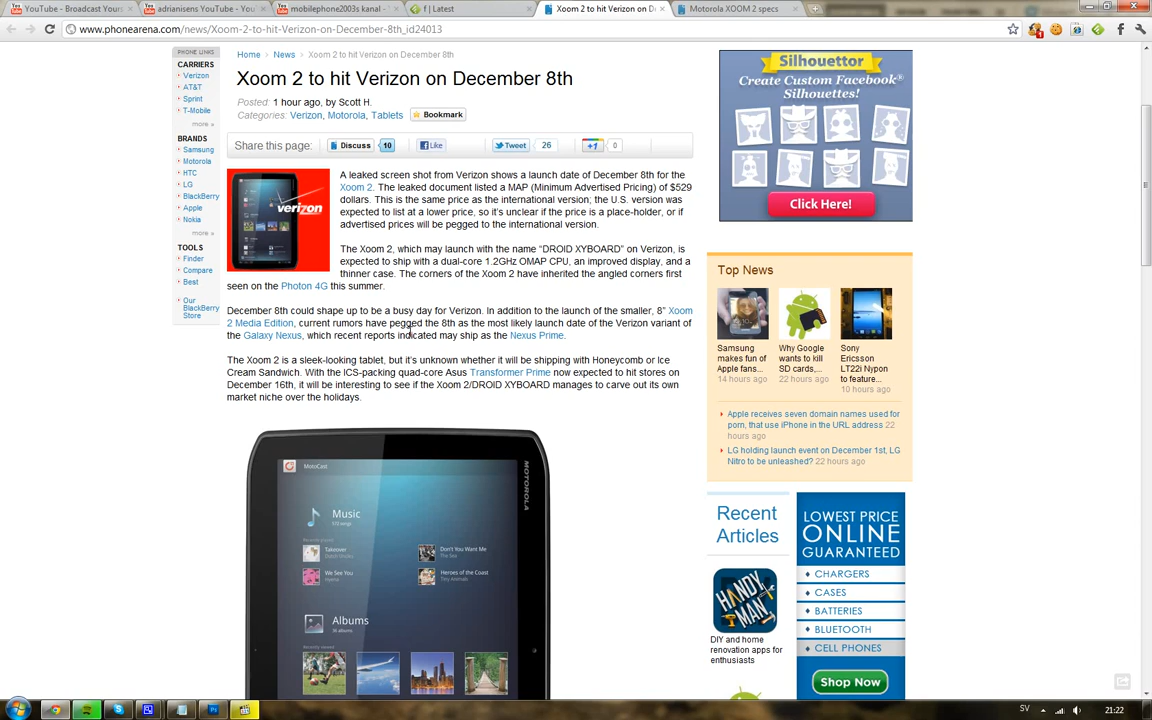 YouTube - Broadcast Yours
adrianisens YouTube - You
mobilephone2003s kanal -
f | Latest
Xoom 2 to hit Verizon on D
Motorola XOOM 2 specs
www.phonearena.com/news/Xoom-2-to-hit-Verizon-on-December-8th_id24013
PHONE LINKS
CARRIERS
Verizon
AT&T
Sprint
T-Mobile
more
BRANDS
Samsung
Motorola
HTC
LG
BlackBerry
Apple
Nokia
more
TOOLS
Finder
Compare
Best
Our
BlackBerry
Store
Home News Xoom 2 to hit Verizon on December 8th
Xoom 2 to hit Verizon on December 8th
Posted: 1 hour ago, by Scott H.
Categories: Verizon, Motorola, Tablets Bookmark
Share this page: Discuss 10 Like Tweet 26 +1 0
verizon
A leaked screen shot from Verizon shows a launch date of December 8th for the
Xoom 2. The leaked document listed a MAP (Minimum Advertised Pricing) of $529
dollars. This is the same price as the international version; the U.S. version was
expected to list at a lower price, so it's unclear if the price is a place-holder, or if
advertised prices will be pegged to the international version.
The Xoom 2, which may launch with the name “DROID XYBOARD” on Verizon, is
expected to ship with a dual-core 1.2GHz OMAP CPU, an improved display, and a
thinner case. The corners of the Xoom 2 have inherited the angled corners first
seen on the Photon 4G this summer.
December 8th could shape up to be a busy day for Verizon. In addition to the launch of the smaller, 8” Xoom
2 Media Edition, current rumors have pegged the 8th as the most likely launch date of the Verizon variant of
the Galaxy Nexus, which recent reports indicated may ship as the Nexus Prime.
The Xoom 2 is a sleek-looking tablet, but it's unknown whether it will be shipping with Honeycomb or Ice
Cream Sandwich. With the ICS-packing quad-core Asus Transformer Prime now expected to hit stores on
December 16th, it will be interesting to see if the Xoom 2/DROID XYBOARD manages to carve out its own
market niche over the holidays.
MotoCast
MOTOROLA
Music
Takeover
Don't You Want Me
We See You
Heroes of the Coast
Tiny Animals
Albums
Silhouettor
Create Custom Facebook®
Silhouettes!
Click Here!
Top News
Samsung
makes fun of
Apple fans...
14 hours ago
Why Google
wants to kill
SD cards,...
22 hours ago
Sony
Ericsson
LT22i Nypon
to feature...
10 hours ago
Apple receives seven domain names used for
porn, that use iPhone in the URL address 22
hours ago
LG holding launch event on December 1st, LG
Nitro to be unleashed? 22 hours ago
Recent
Articles
HANDY
MAN
DIY and home
renovation apps for
enthusiasts
LOWEST PRICE
ONLINE
GUARANTEED
CHARGERS
CASES
BATTERIES
BLUETOOTH
CELL PHONES
Shop Now
SV
21:22